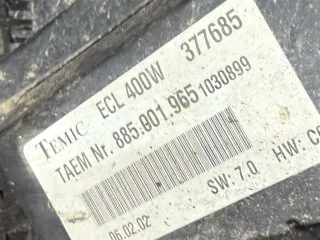 TEMIC ECL 400W 377685
TAEM Nr. 885.901.965 1030899
06.02.02 SW: 7.0 HW: